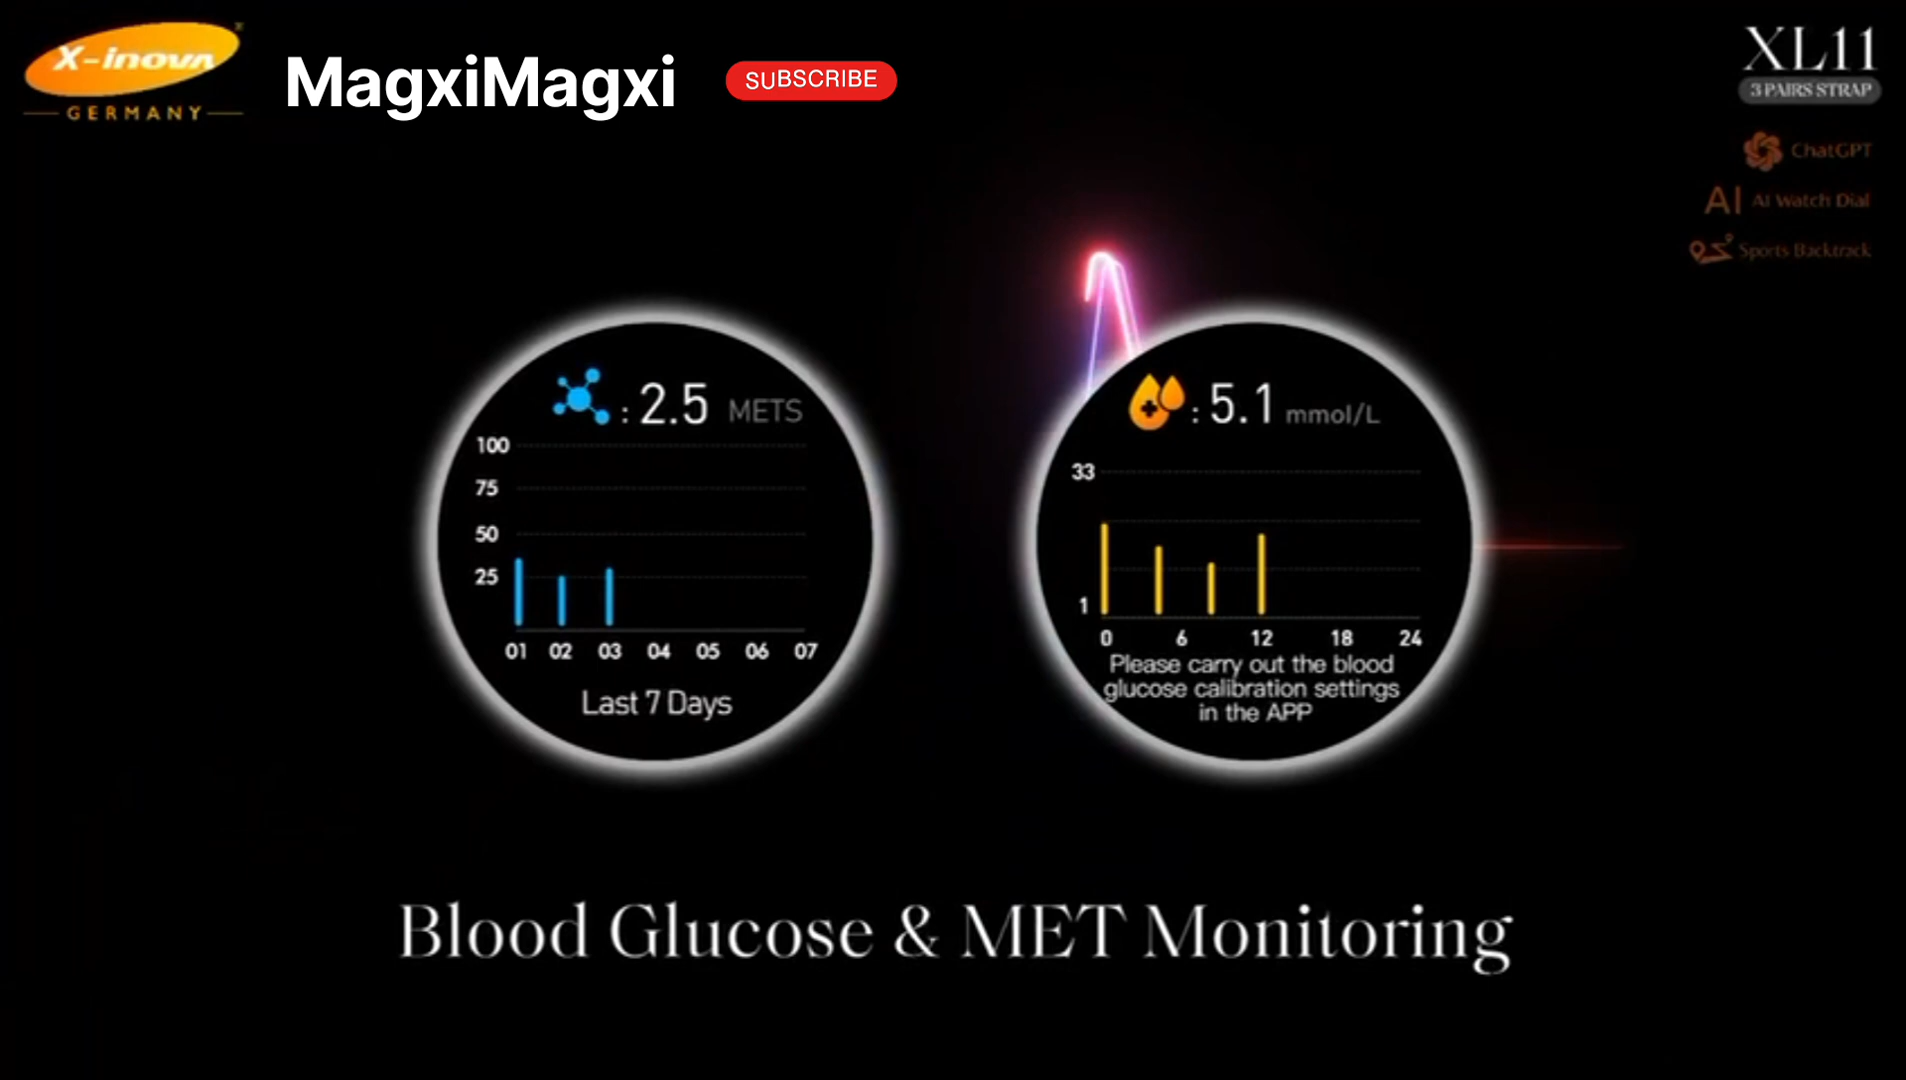 X-inova
GERMANY
MagxiMagxi
SUBSCRIBE
XL11
3 PAIRS STRAP
ChatGPT
AI AI Watch Dial
Sports Backtrack
: 2.5 METS
100
75
50
25
01 02 03 04 05 06 07
Last 7 Days
: 5.1 mmol/L
33
1
0 6 12 18 24
Please carry out the blood
glucose calibration settings
in the APP
Blood Glucose & MET Monitoring